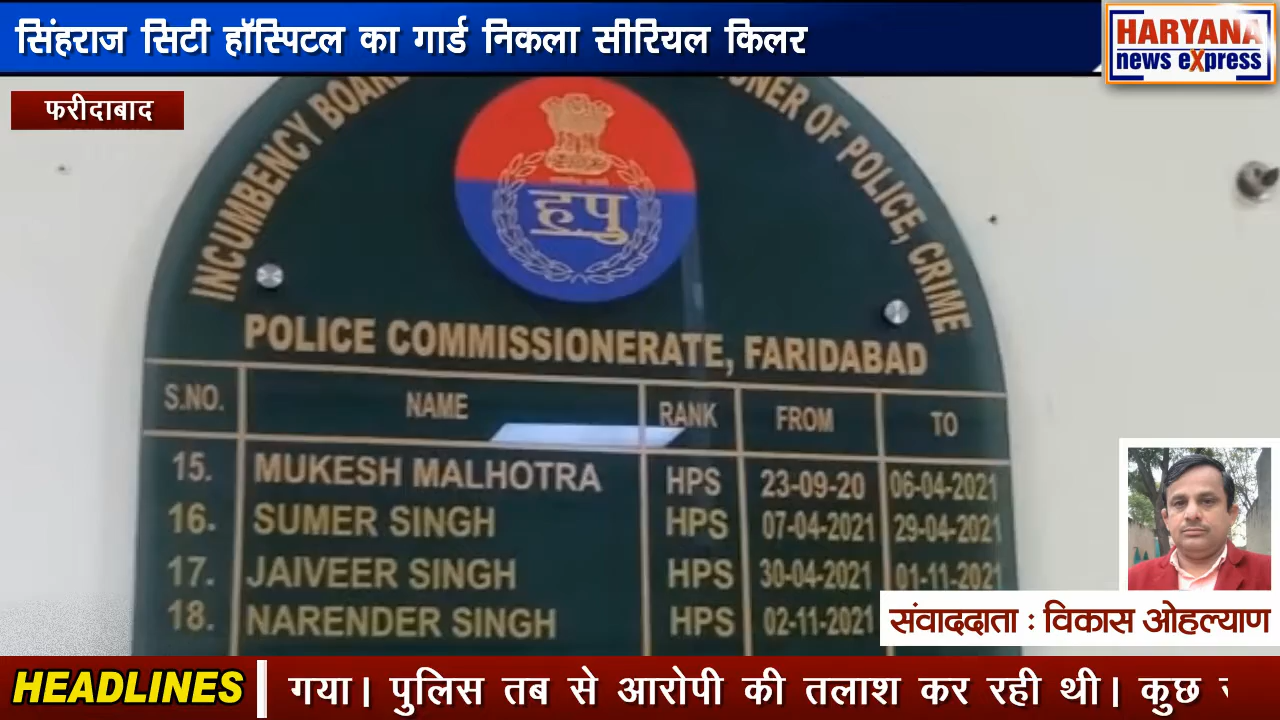 सिंहराज सिटी हॉस्पिटल का गार्ड निकला सीरियल किलर
HARYANA
news eXpress
फरीदाबाद
INCUMBENCY BOARD
IONER OF POLICE, CRIME
हपु
POLICE COMMISSIONERATE, FARIDABAD
S.NO. NAME RANK FROM TO
15. MUKESH MALHOTRA HPS 23-09-20 06-04-2021
16. SUMER SINGH HPS 07-04-2021 29-04-2021
17. JAIVEER SINGH HPS 30-04-2021 01-11-2021
18. NARENDER SINGH HPS 02-11-2021
संवाददाता : विकास ओहल्याण
HEADLINES गया। पुलिस तब से आरोपी की तलाश कर रही थी। कुछ